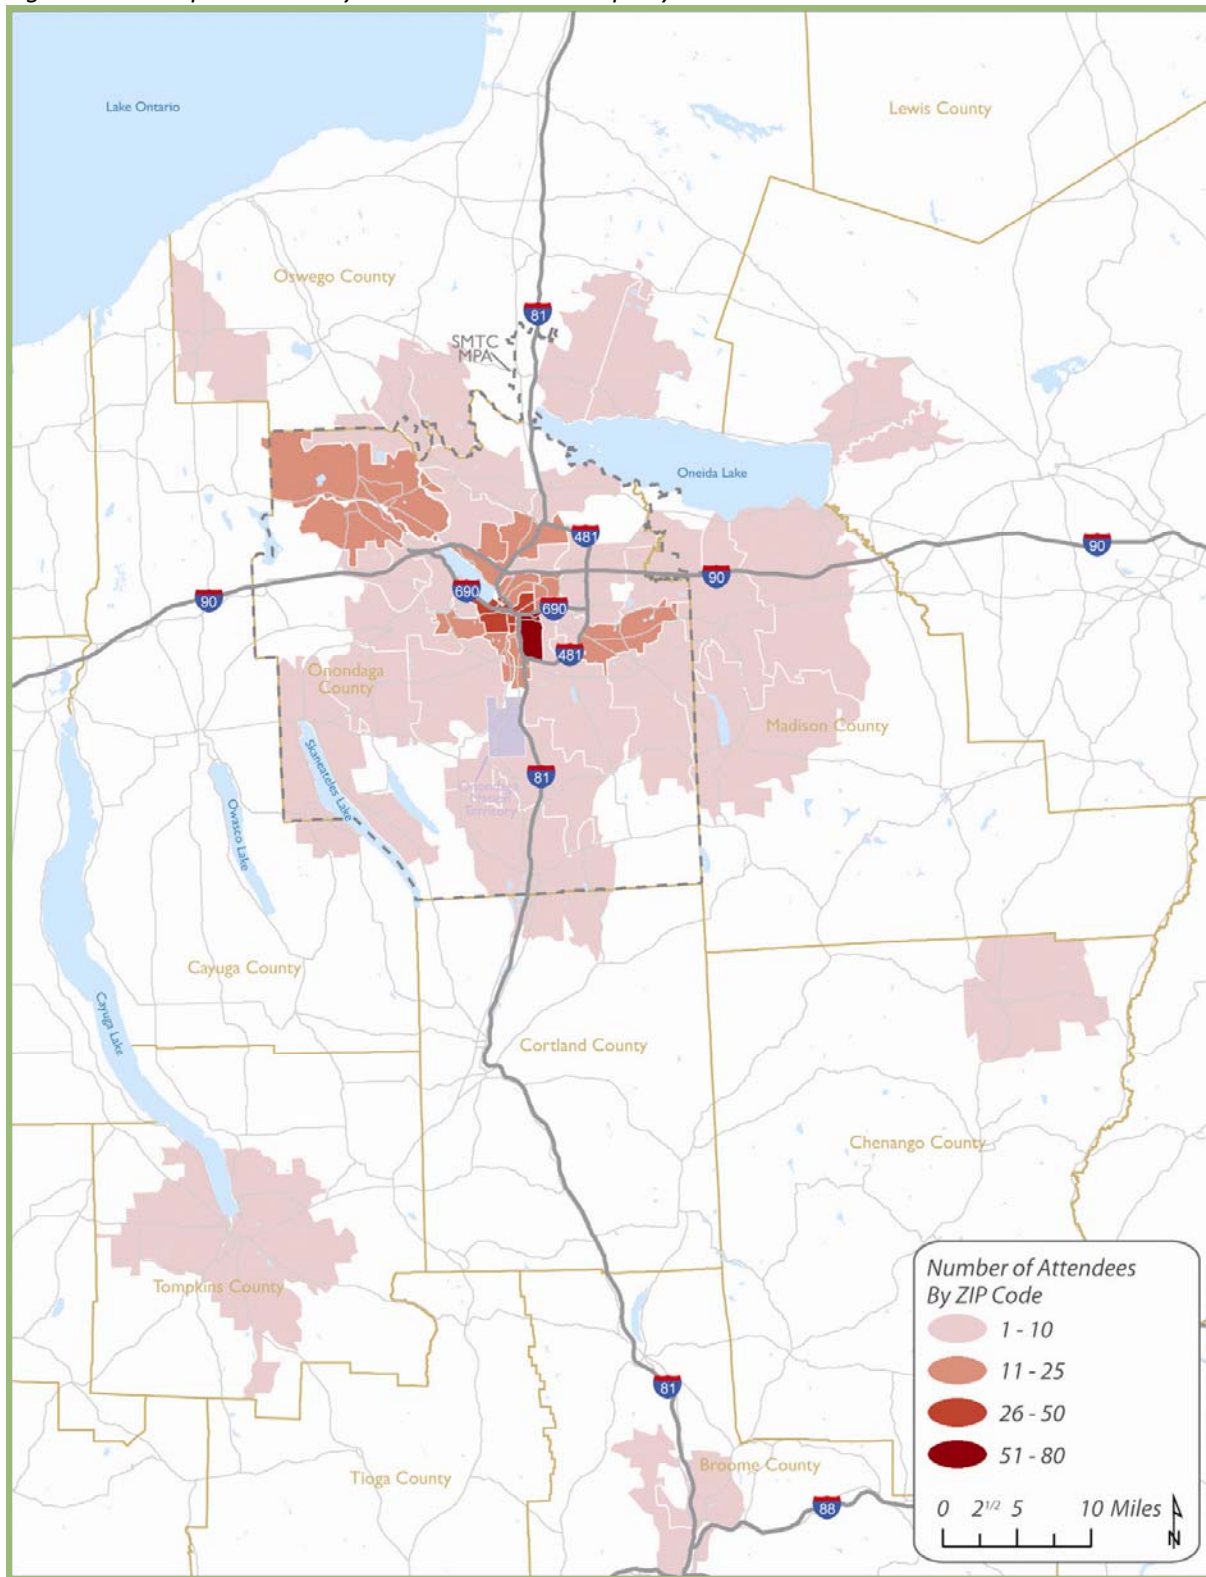 Lake Ontario
Lewis County
Oswego County
81
SMTC
MPA
Oneida Lake
481
90
90
690
90
690
481
Onondaga
County
Madison County
Skaneateles Lake
81
Territory
Owasco Lake
Cayuga County
Cayuga Lake
Cortland County
Chenango County
Tompkins County
Number of Attendees
By ZIP Code
1 - 10
11 - 25
26 - 50
51 - 80
81
Broome County
Tioga County
88
0 2 1/2 5 10 Miles
N